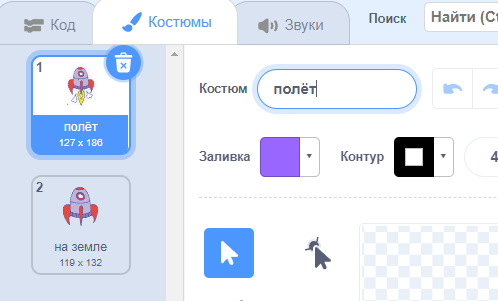 Код
Костюмы
Звуки
Поиск
Найти (Ст
1
полёт
127 x 186
2
на земле
119 x 132
Костюм
полёт
Заливка
Контур
4